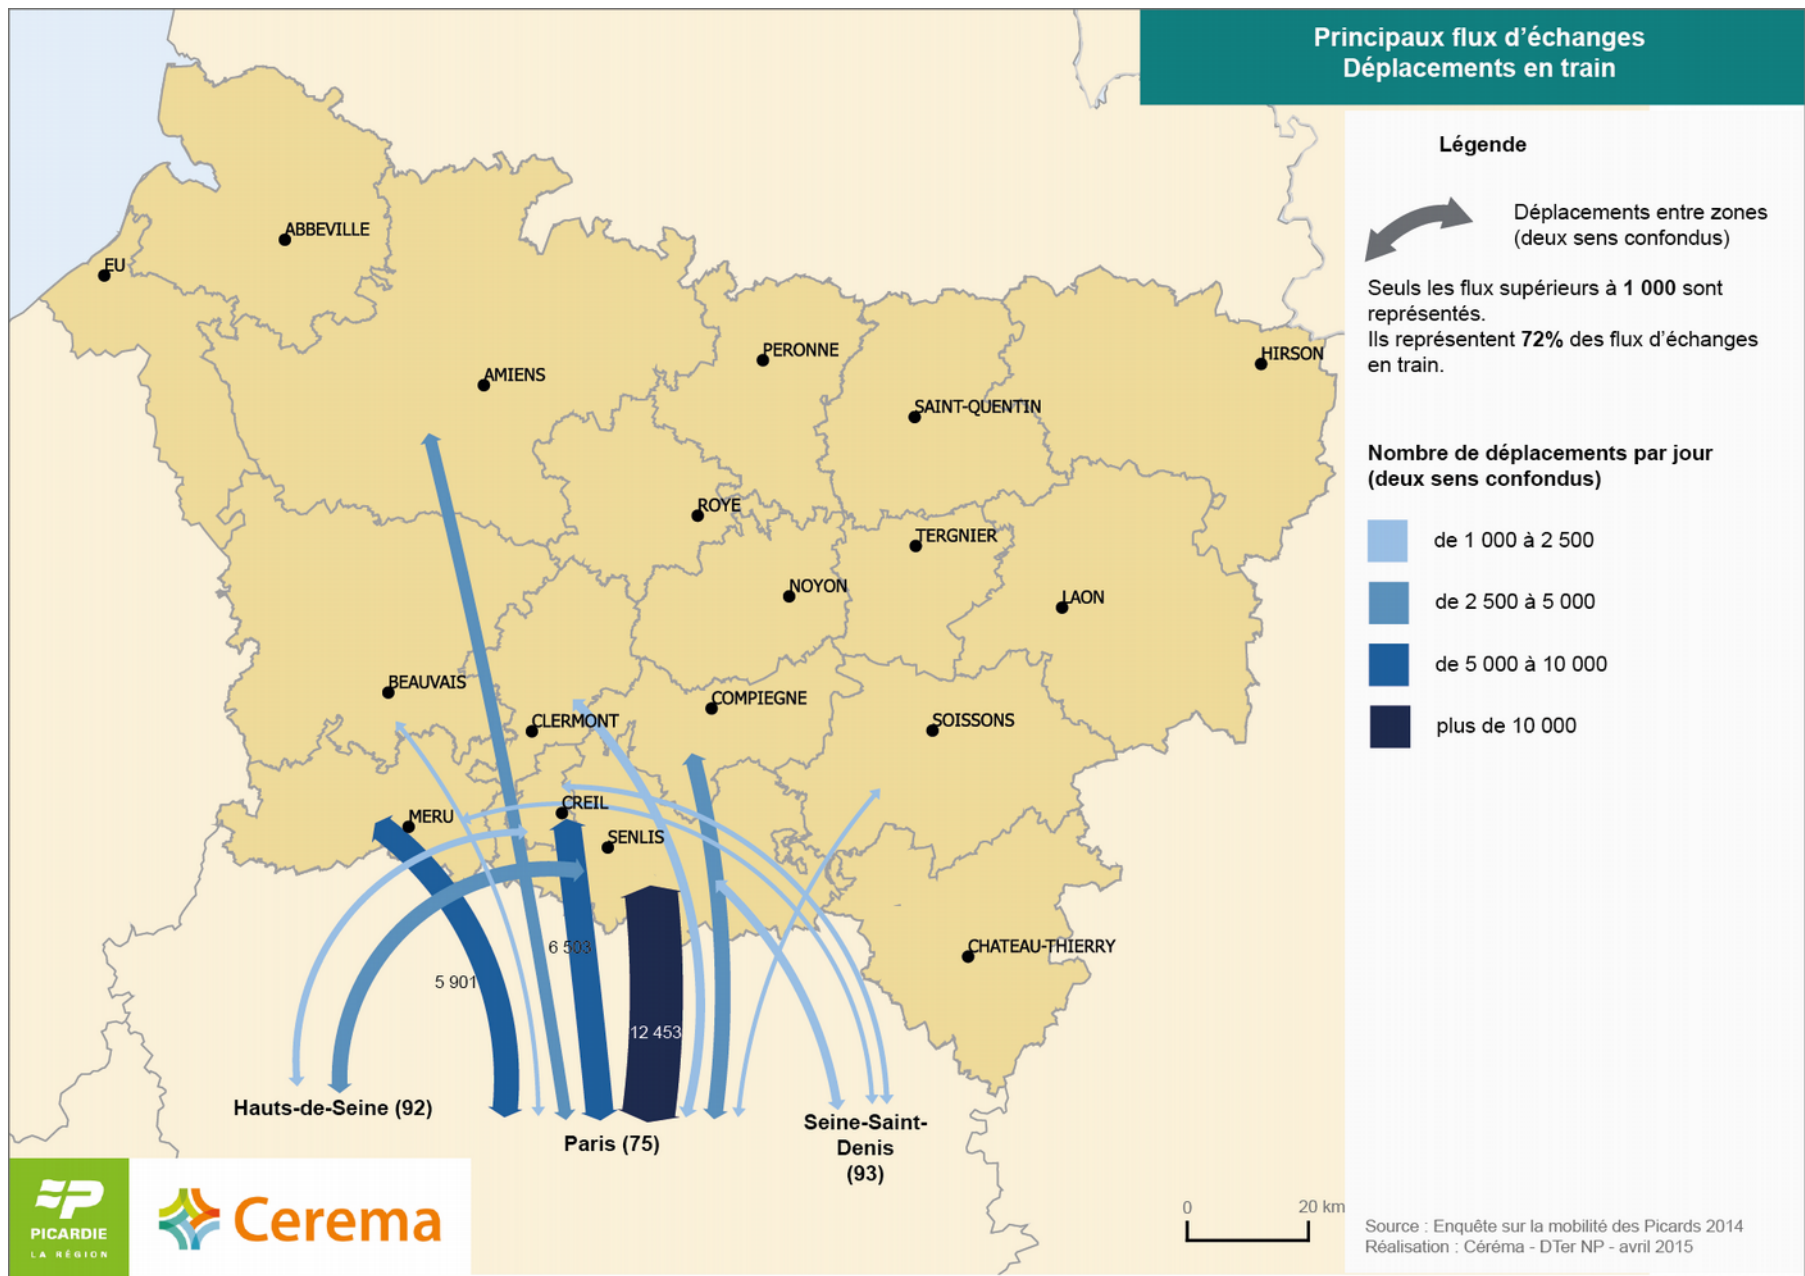 Principaux flux d'échanges
Déplacements en train
Légende
Déplacements entre zones
(deux sens confondus)
Seuls les flux supérieurs à 1 000 sont
représentés.
Ils représentent 72% des flux d'échanges
en train.
Nombre de déplacements par jour
(deux sens confondus)
de 1 000 à 2 500
de 2 500 à 5 000
de 5 000 à 10 000
plus de 10 000
ABBEVILLE
EU
AMIENS
PERONNE
HIRSON
SAINT-QUENTIN
ROYE
TERGNIER
NOYON
LAON
BEAUVAIS
COMPIEGNE
CLERMONT
SOISSONS
CREIL
MERU
SENLIS
CHATEAU-THIERRY
6 503
5 901
12 453
Hauts-de-Seine (92)
Paris (75)
Seine-Saint-
Denis
(93)
PICARDIE
LA RÉGION
Cerema
0
20 km
Source : Enquête sur la mobilité des Picards 2014
Réalisation : Céréma - DTer NP - avril 2015